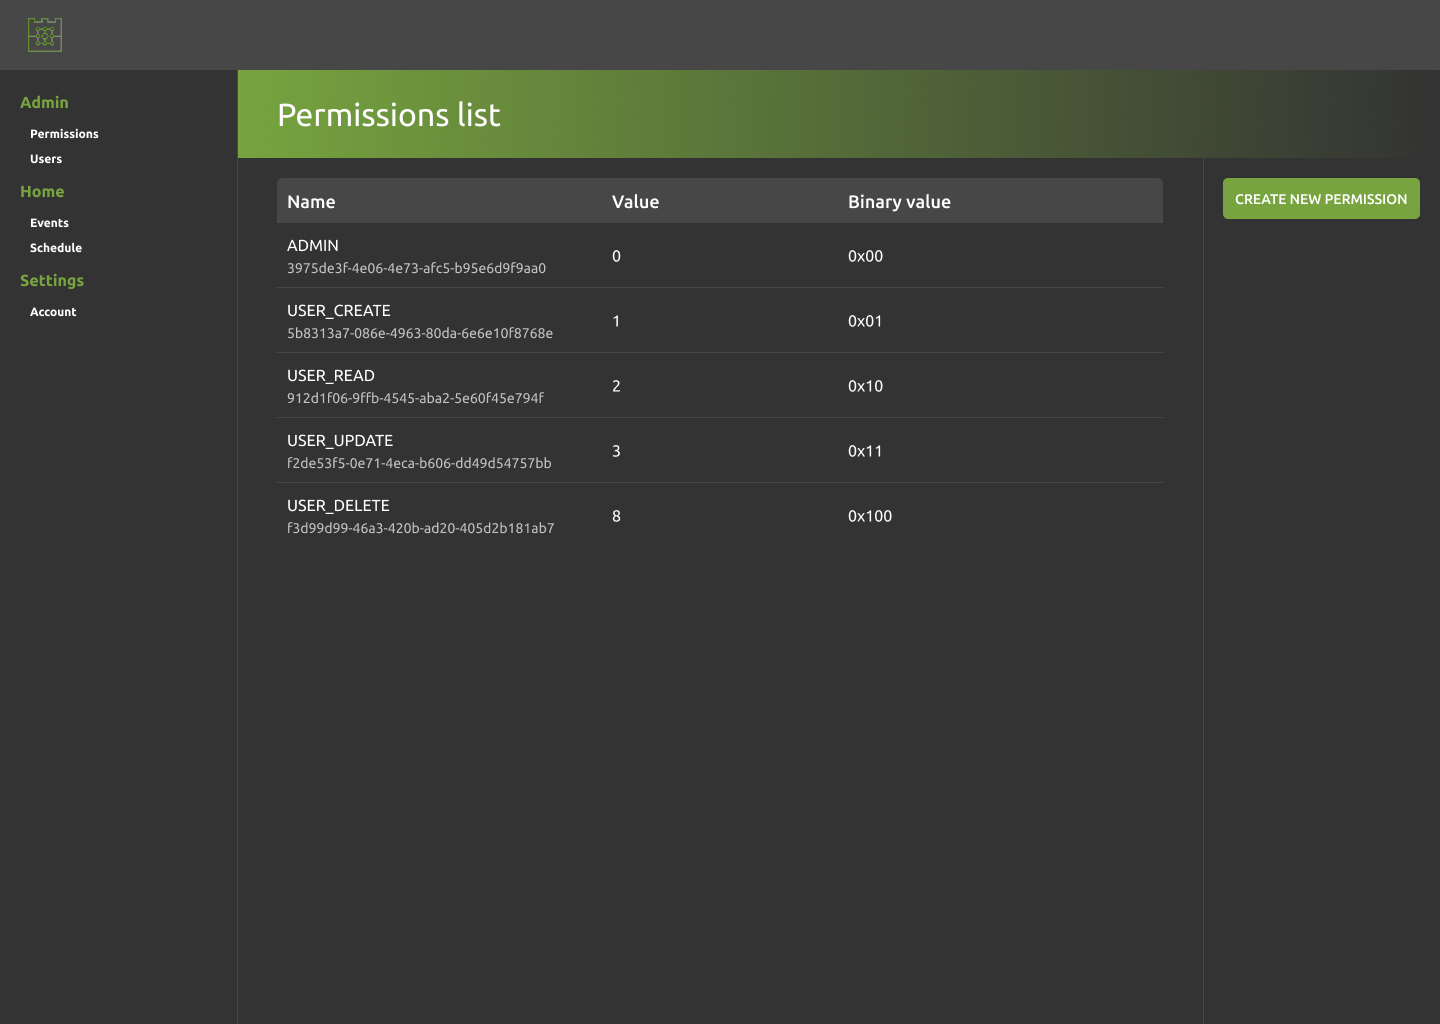 Admin
Permissions
Users
Home
Events
Schedule
Settings
Account
Permissions list
Name Value Binary value
ADMIN
3975de3f-4e06-4e73-afc5-b95e6d9f9aa0
0 0x00
USER_CREATE
5b8313a7-086e-4963-80da-6e6e10f8768e
1 0x01
USER_READ
912d1f06-9ffb-4545-aba2-5e60f45e794f
2 0x10
USER_UPDATE
f2de53f5-0e71-4eca-b606-dd49d54757bb
3 0x11
USER_DELETE
f3d99d99-46a3-420b-ad20-405d2b181ab7
8 0x100
CREATE NEW PERMISSION